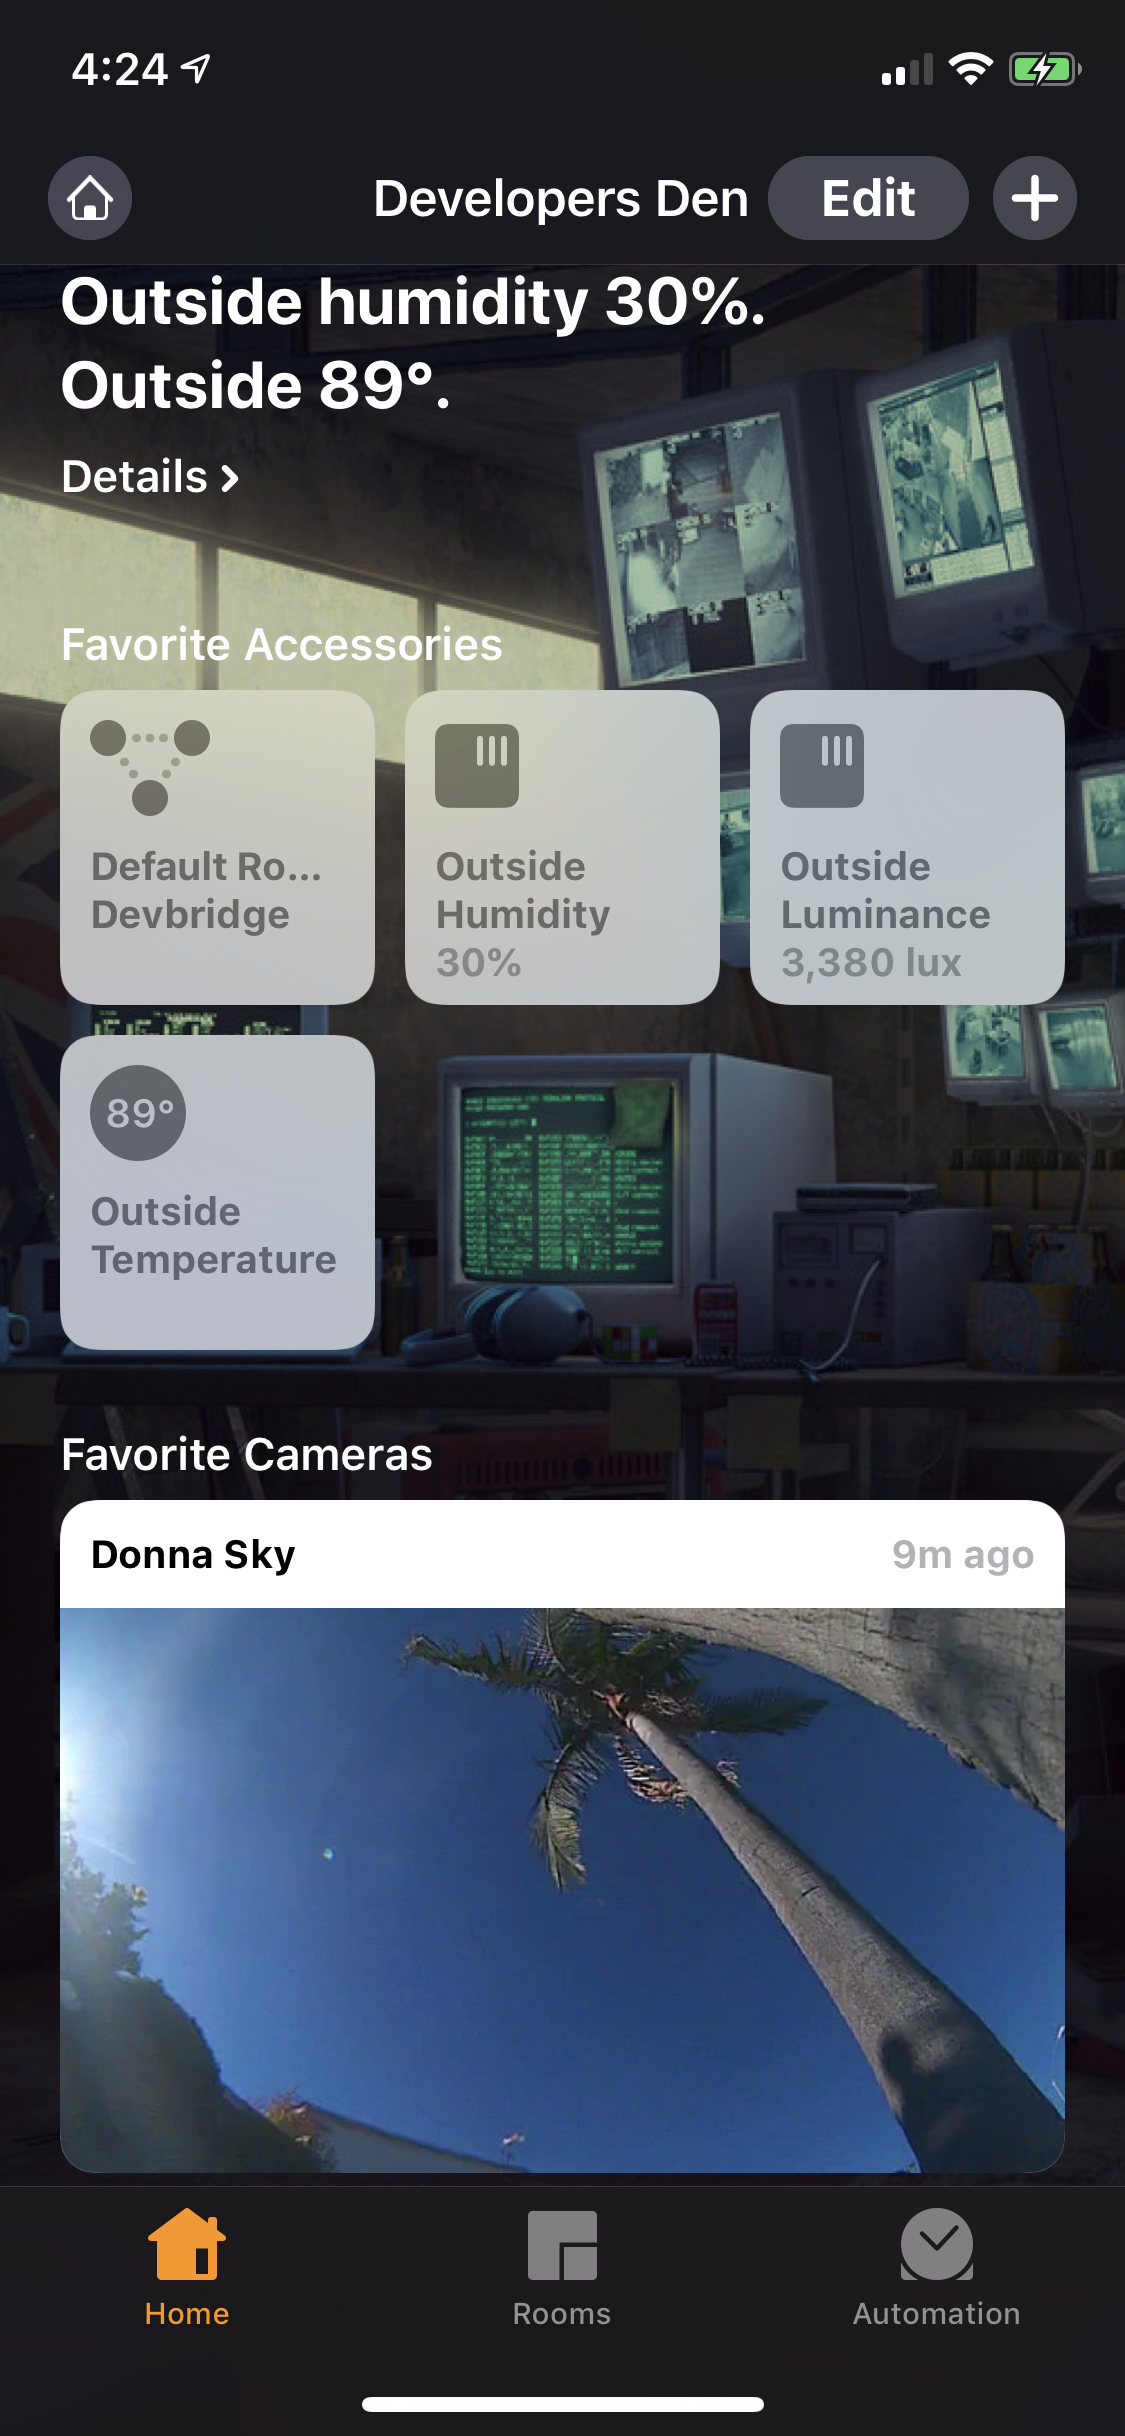 4:24
Developers Den
Edit
Outside humidity 30%.
Outside 89°.
Details
Favorite Accessories
Default Ro...
Devbridge
Outside
Humidity
30%
Outside
Luminance
3,380 lux
89°
Outside
Temperature
Favorite Cameras
Donna Sky
9m ago
Home
Rooms
Automation